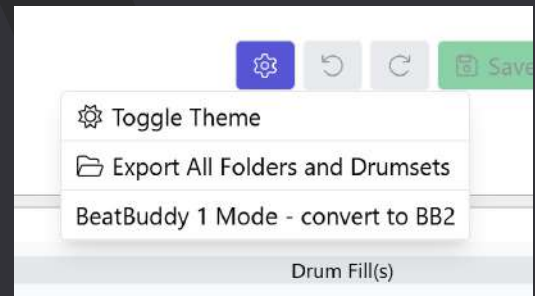 Save
Toggle Theme
Export All Folders and Drumsets
BeatBuddy 1 Mode - convert to BB2
Drum Fill(s)